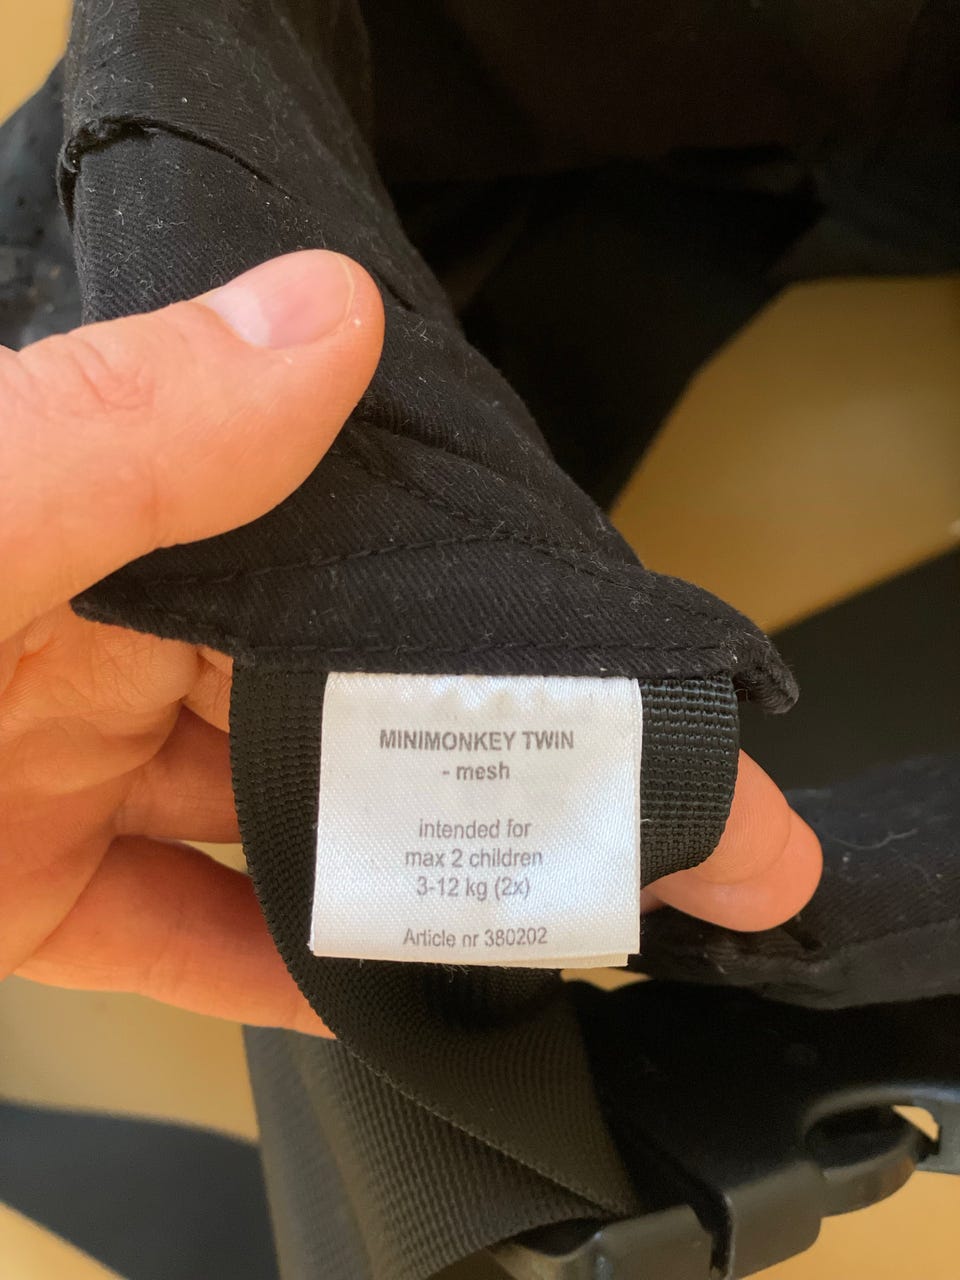 MINIMONKEY TWIN
- mesh
intended for
max 2 children
3-12 kg (2x)
Article nr 380202